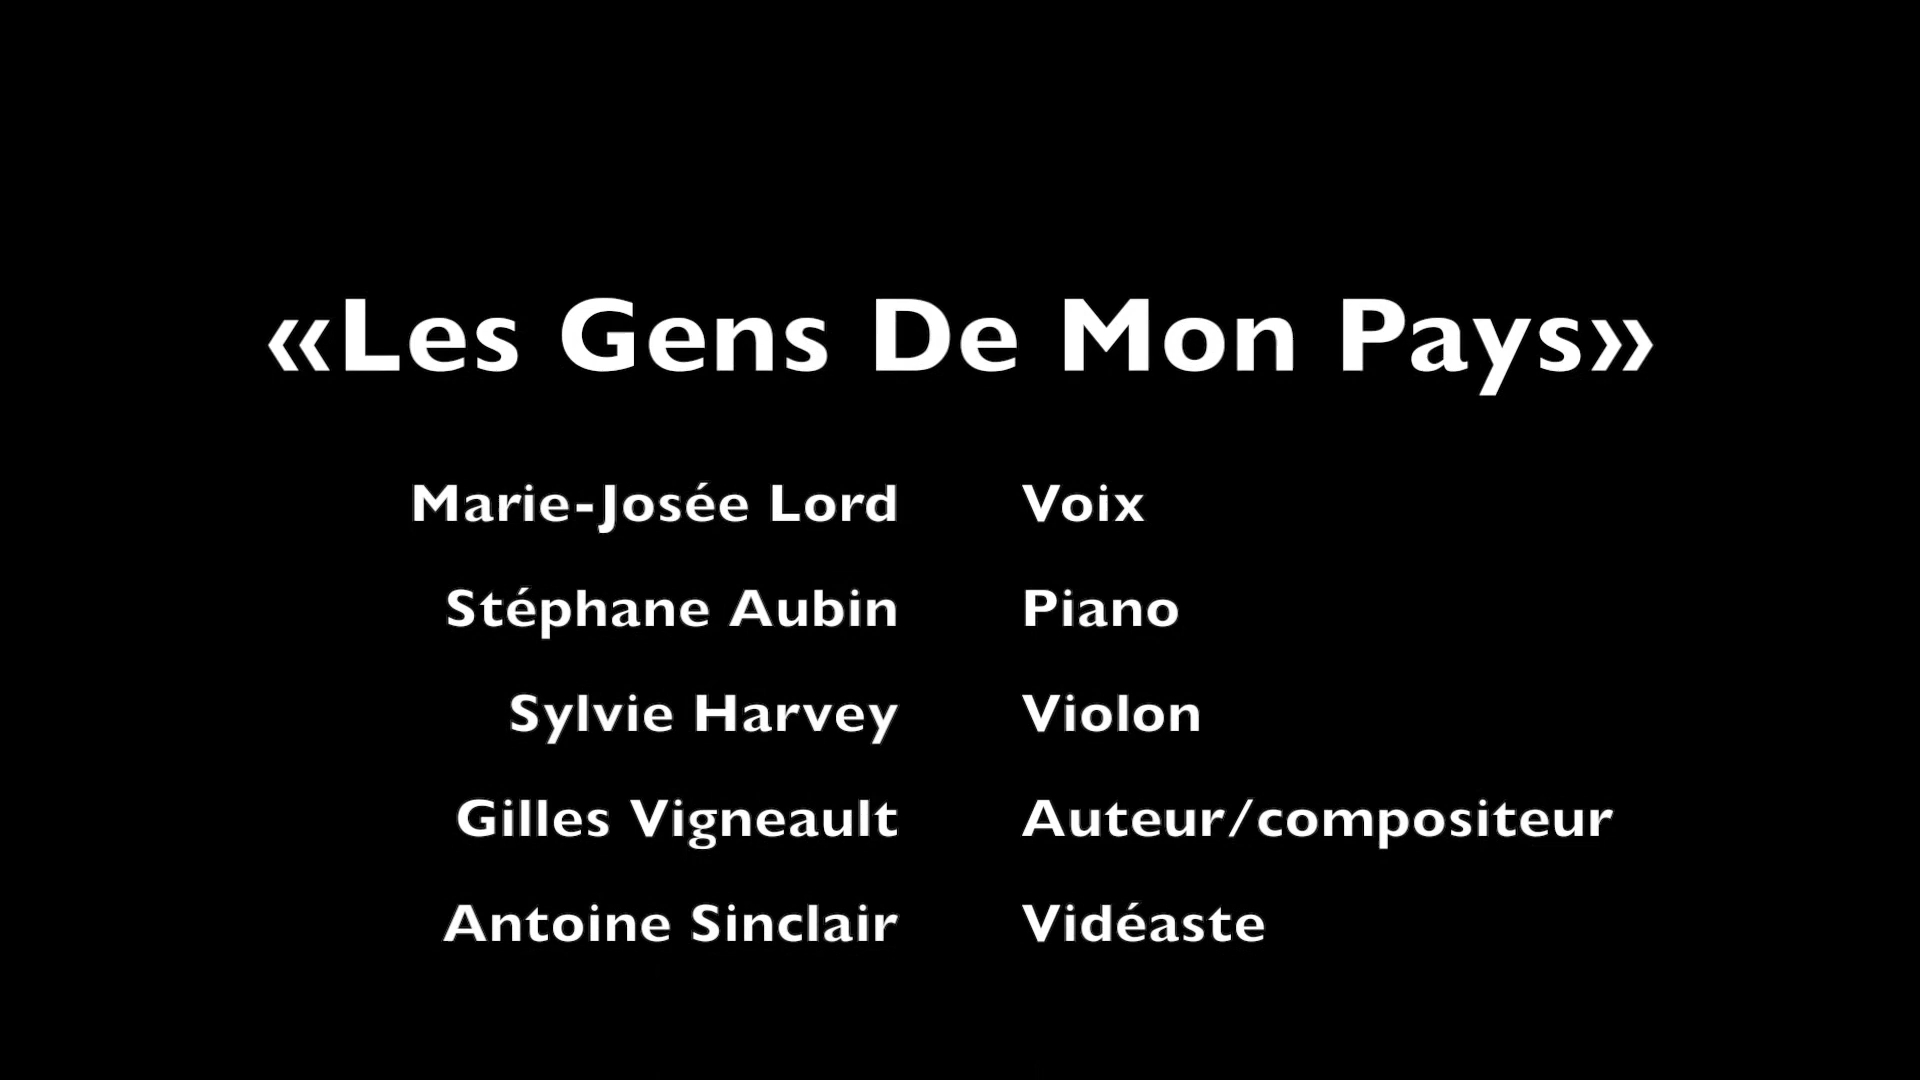 «Les Gens De Mon Pays»
Marie-Josée Lord Voix
Stéphane Aubin Piano
Sylvie Harvey Violon
Gilles Vigneault Auteur/compositeur
Antoine Sinclair Vidéaste